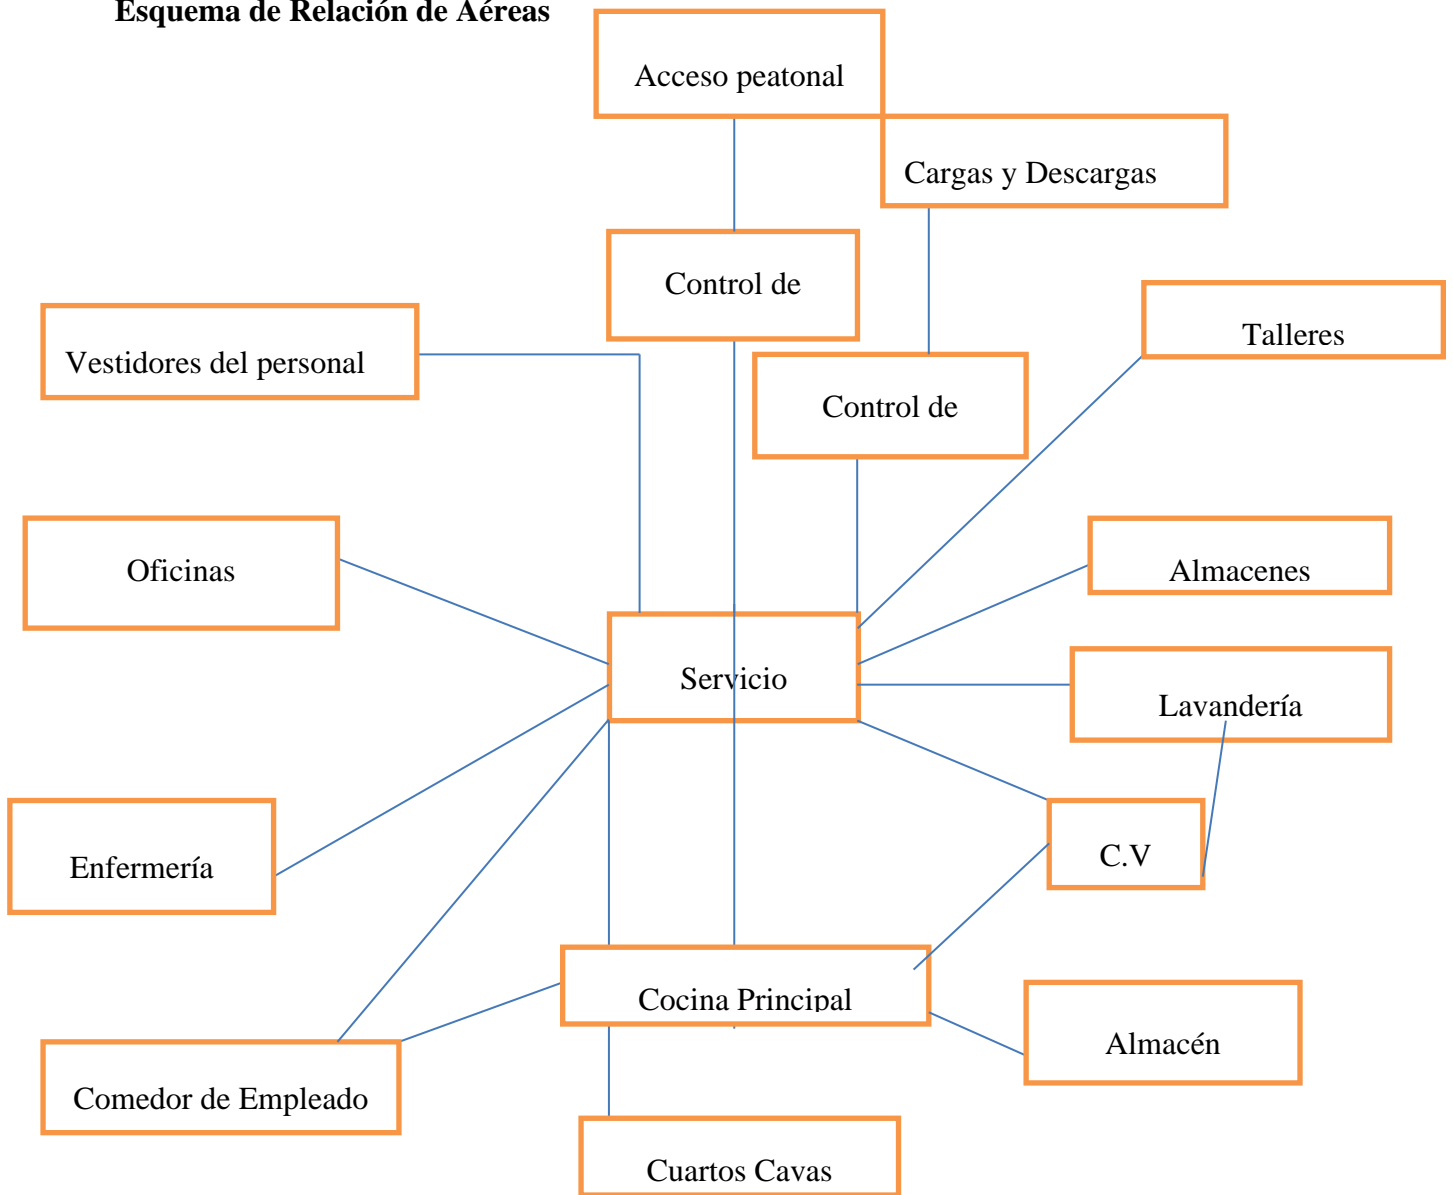 Esquema de Relación de Aéreas
Acceso peatonal
Cargas y Descargas
Control de
Talleres
Vestidores del personal
Control de
Oficinas
Almacenes
Servicio
Lavandería
Enfermería
C.V
Cocina Principal
Almacén
Comedor de Empleado
Cuartos Cavas